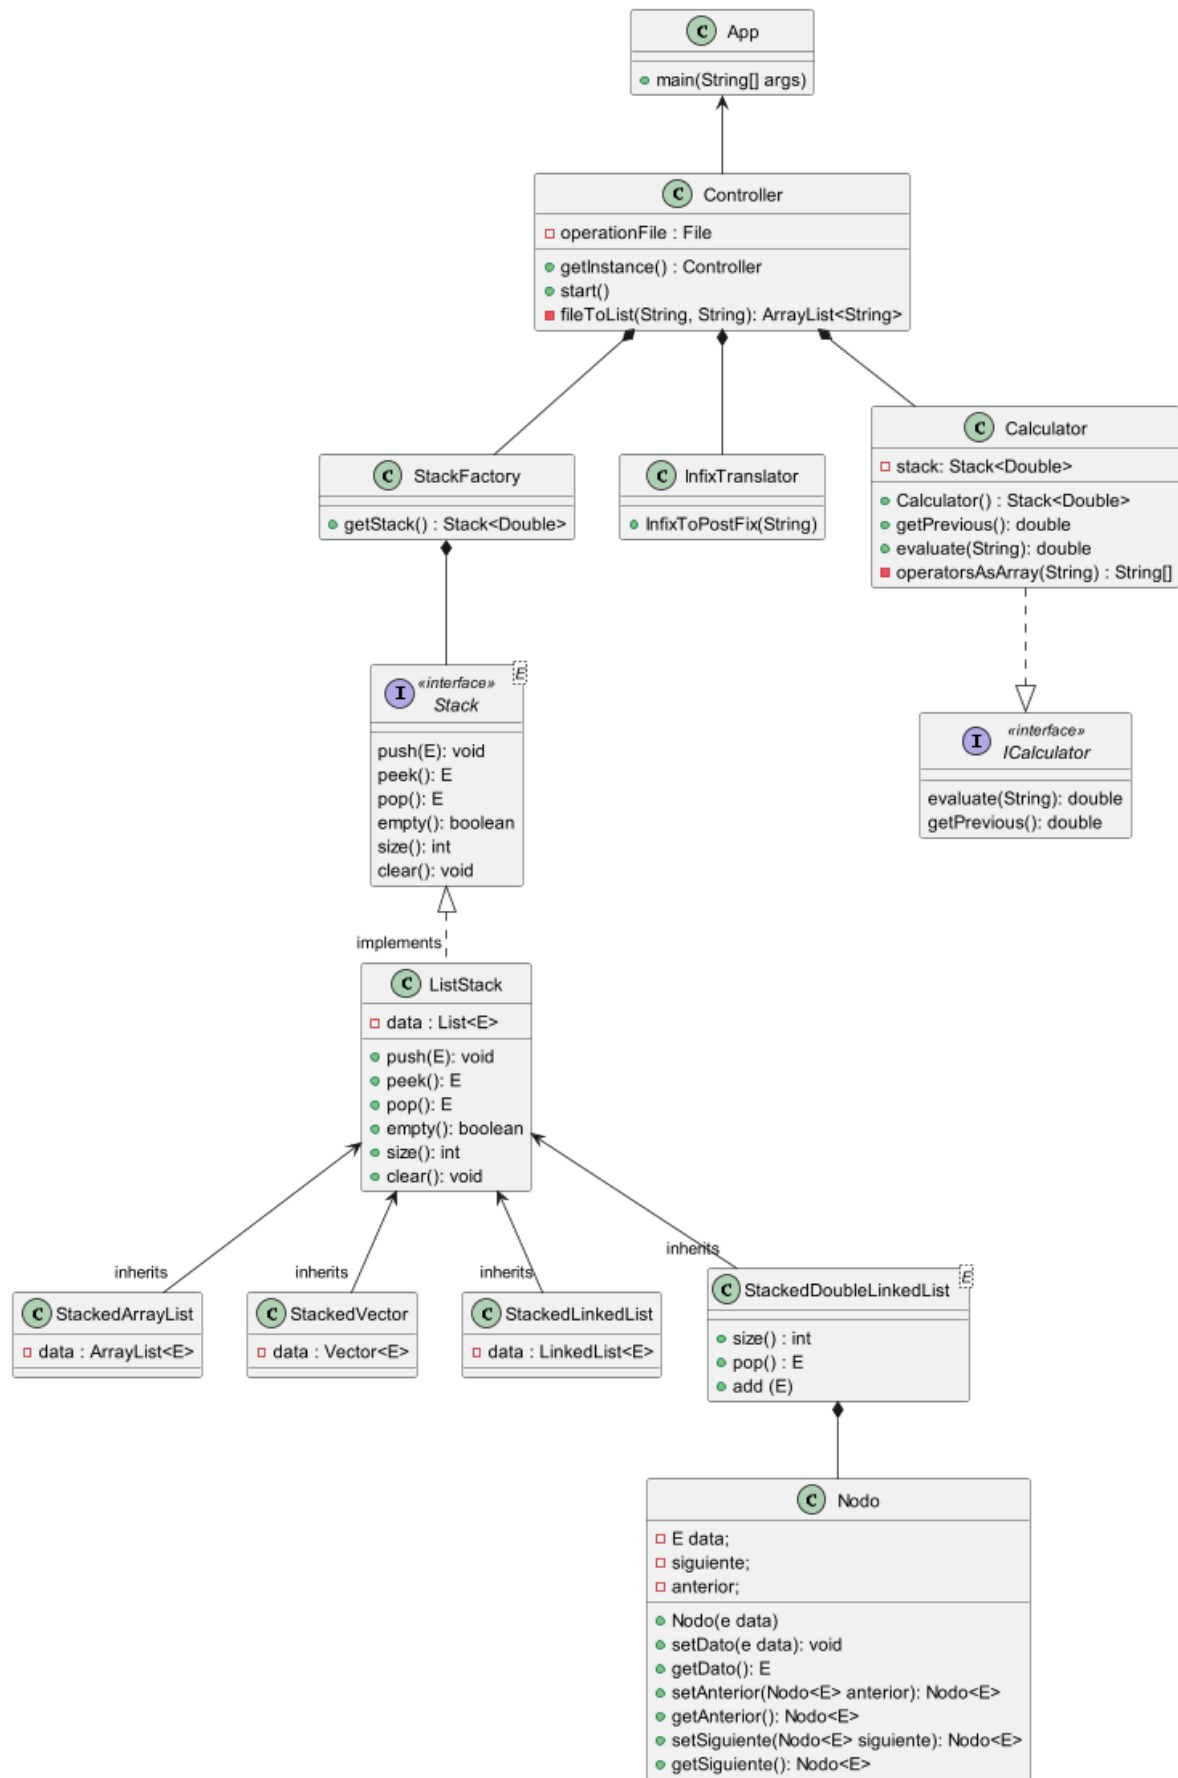 C App
main(String[] args)
C Controller
operationFile : File
getInstance() : Controller
start()
fileToList(String, String): ArrayList<String>
C StackFactory
getStack() : Stack<Double>
C InfixTranslator
InfixToPostFix(String)
C Calculator
stack: Stack<Double>
Calculator() : Stack<Double>
getPrevious(): double
evaluate(String): double
operatorsAsArray(String) : String[]
E
I «interface»
Stack
push(E): void
peek(): E
pop(): E
empty(): boolean
size(): int
clear(): void
I «interface»
ICalculator
evaluate(String): double
getPrevious(): double
implements
C ListStack
data : List<E>
push(E): void
peek(): E
pop(): E
empty(): boolean
size(): int
clear(): void
inherits
inherits
inherits
inherits
C StackedArrayList
data : ArrayList<E>
C StackedVector
data : Vector<E>
C StackedLinkedList
data : LinkedList<E>
E
C StackedDoubleLinkedList
size() : int
pop() : E
add (E)
C Nodo
E data;
siguiente;
anterior;
Nodo(e data)
setDato(e data): void
getDato(): E
setAnterior(Nodo<E> anterior): Nodo<E>
getAnterior(): Nodo<E>
setSiguiente(Nodo<E> siguiente): Nodo<E>
getSiguiente(): Nodo<E>